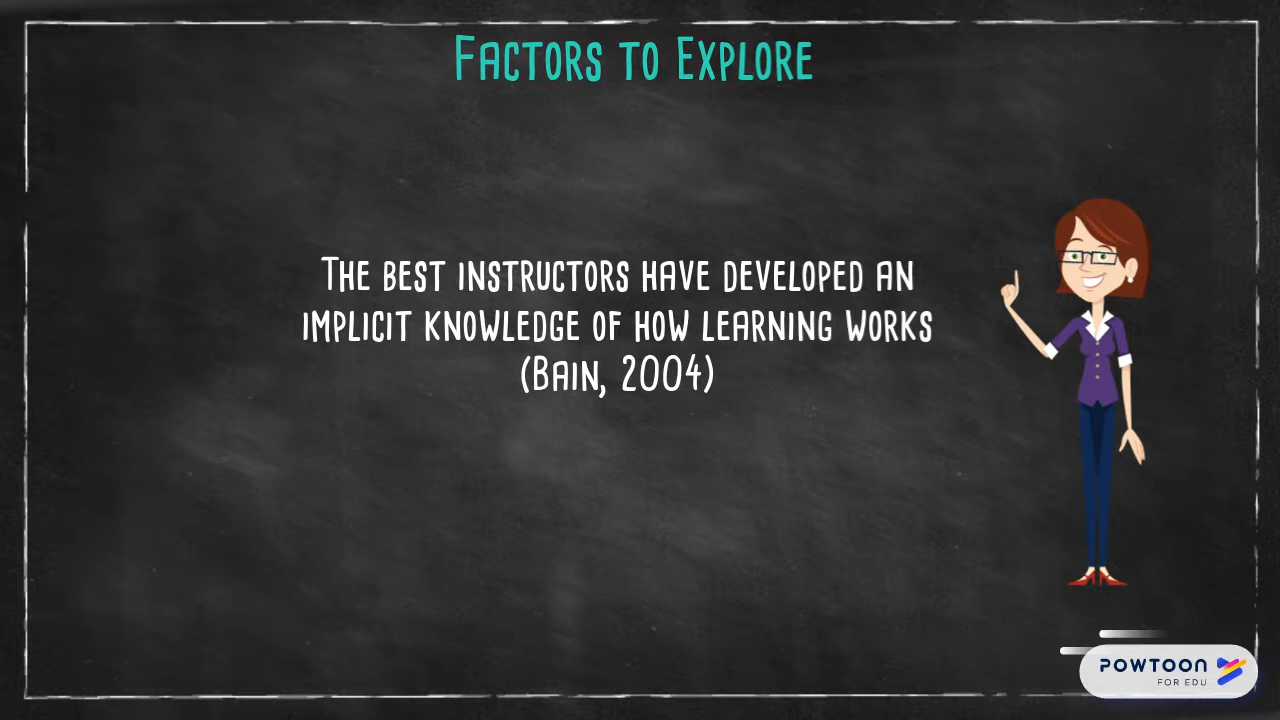 Factors to Explore
The best instructors have developed an
implicit knowledge of how learning works
(Bain, 2004)
POWTOON
FOR EDU